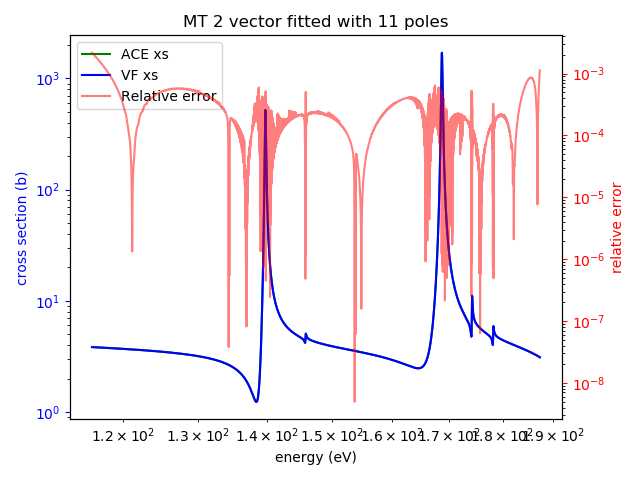 MT 2 vector fitted with 11 poles
ACE xs
VF xs
Relative error
10³
10²
10¹
10⁰
cross section (b)
10⁻³
10⁻⁴
10⁻⁵
10⁻⁶
10⁻⁷
10⁻⁸
relative error
1.2 × 10² 1.3 × 10² 1.4 × 10² 1.5 × 10² 1.6 × 10² 1.7 × 10² 1.8 × 10² 1.9 × 10²
energy (eV)